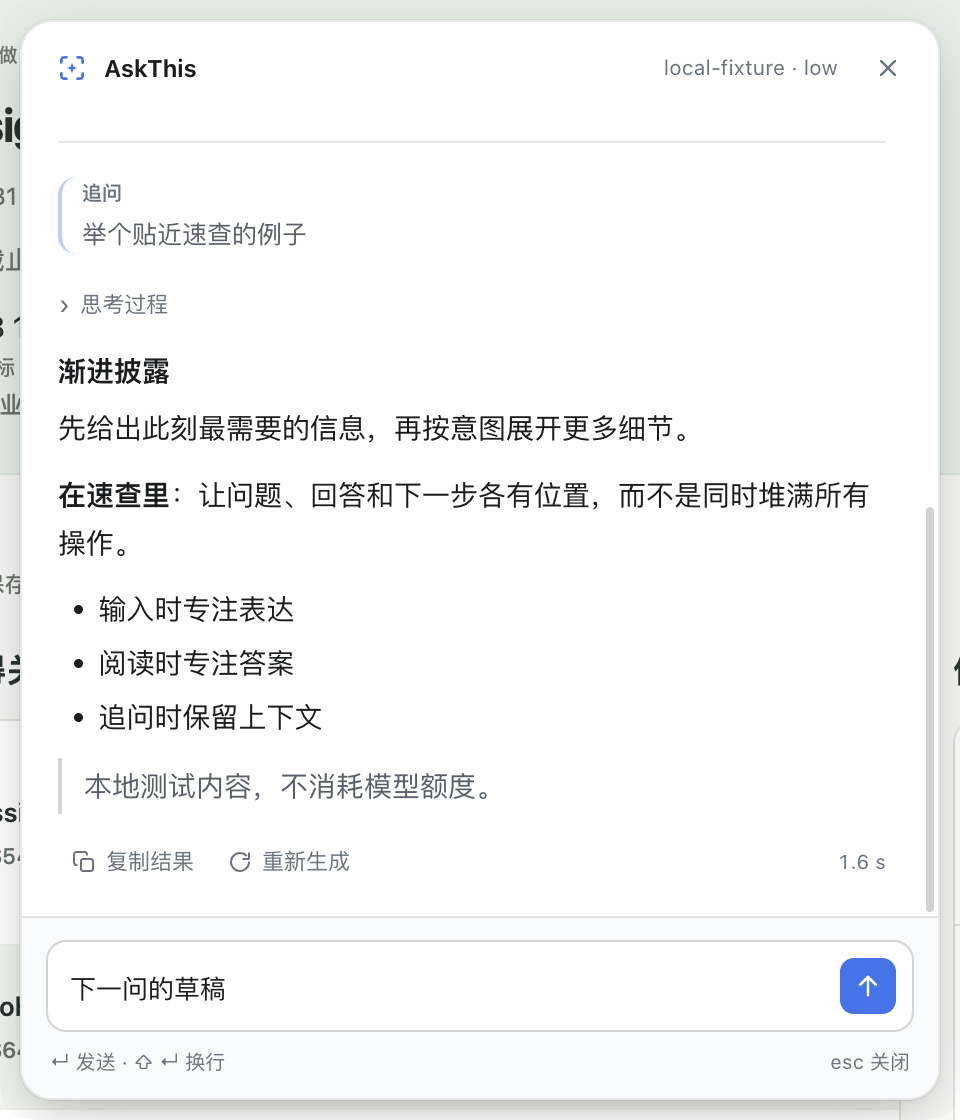 AskThis
local-fixture · low
追问
举个贴近速查的例子
思考过程
渐进披露
先给出此刻最需要的信息，再按意图展开更多细节。
在速查里：让问题、回答和下一步各有位置，而不是同时堆满所有
操作。
输入时专注表达
阅读时专注答案
追问时保留上下文
本地测试内容，不消耗模型额度。
复制结果 重新生成 1.6 s
下一问的草稿
发送 · 换行
esc 关闭